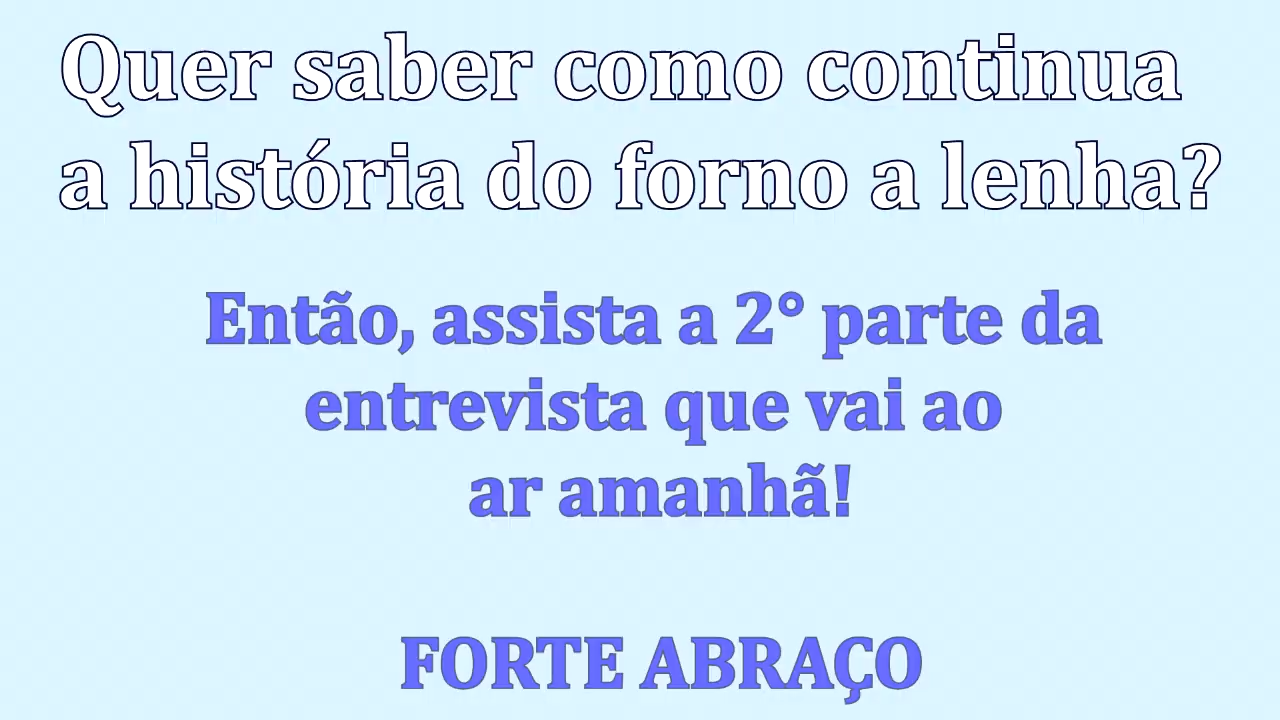 Quer saber como continua
a história do forno a lenha?
Então, assista a 2° parte da
entrevista que vai ao
ar amanhã!
FORTE ABRAÇO